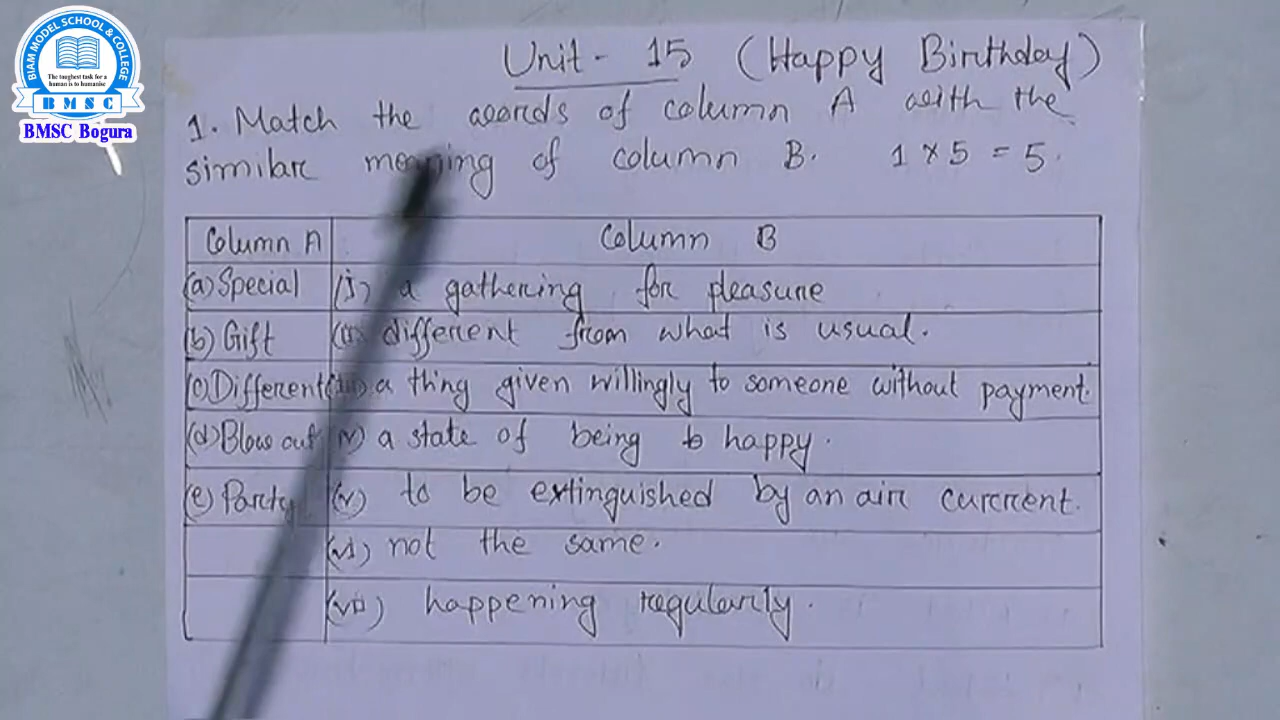 BIAM MODEL SCHOOL & COLLEGE
The toughest task for a
human is to humanise
BMSC
BMSC Bogura
Unit - 15 (Happy Birthday)
1. Match the words of column A with the
similar meaning of column B. 1 × 5 = 5.
Column A Column B
(a) Special (i) a gathering for pleasure
(b) Gift (ii) different from what is usual.
(c) Different (iii) a thing given willingly to someone without payment.
(d) Blow out (iv) a state of being happy.
(e) Party (v) to be extinguished by an air current.
(vi) not the same.
(vii) happening regularly.